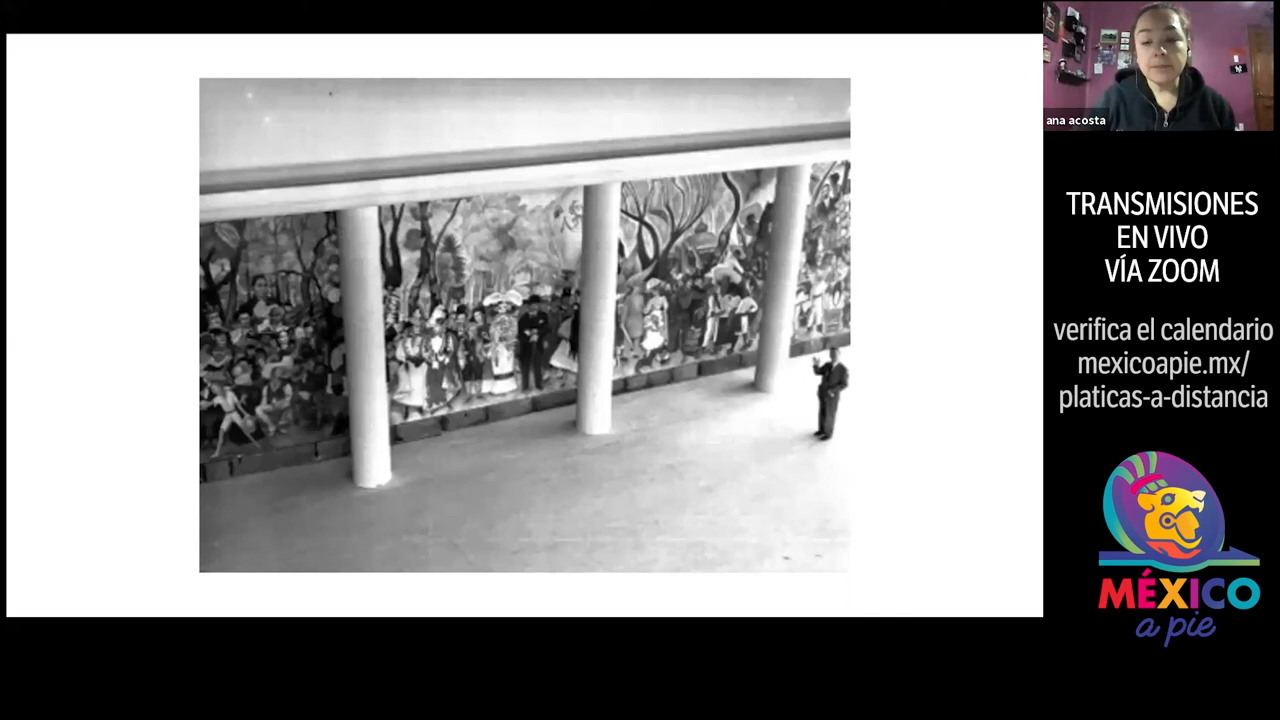 ana acosta
TRANSMISIONES
EN VIVO
VÍA ZOOM
verifica el calendario
mexicoapie.mx/
platicas-a-distancia
MÉXICO
a pie